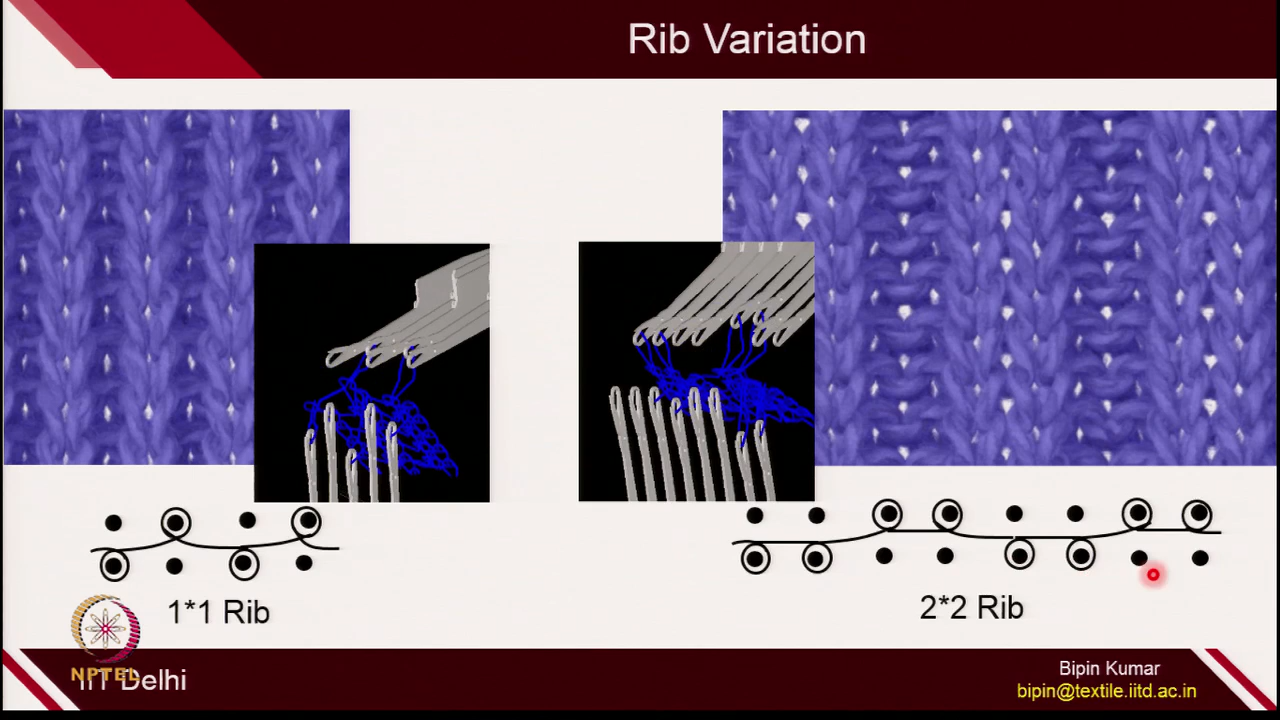 Rib Variation
1*1 Rib
2*2 Rib
NPTEL
IIT Delhi
Bipin Kumar
bipin@textile.iitd.ac.in